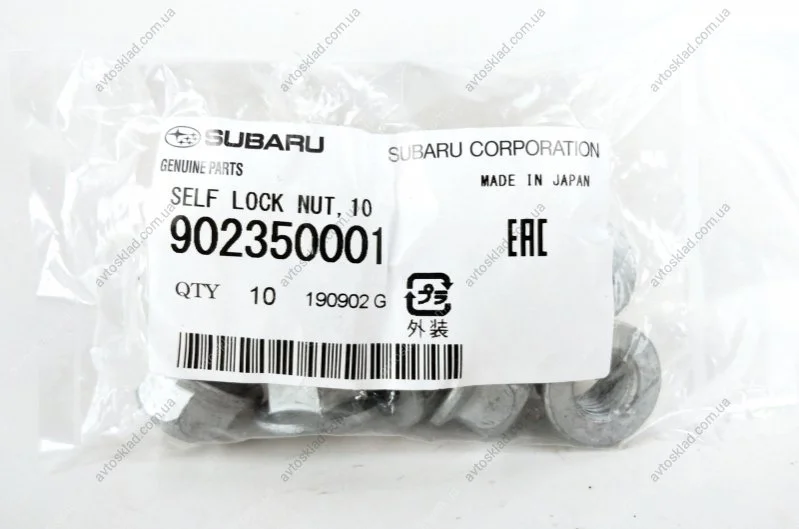 SUBARU
GENUINE PARTS
SUBARU CORPORATION
MADE IN JAPAN
SELF LOCK NUT, 10
902350001
EAC
QTY 10 190902 G
プラ
外装
avtosklad.com.ua